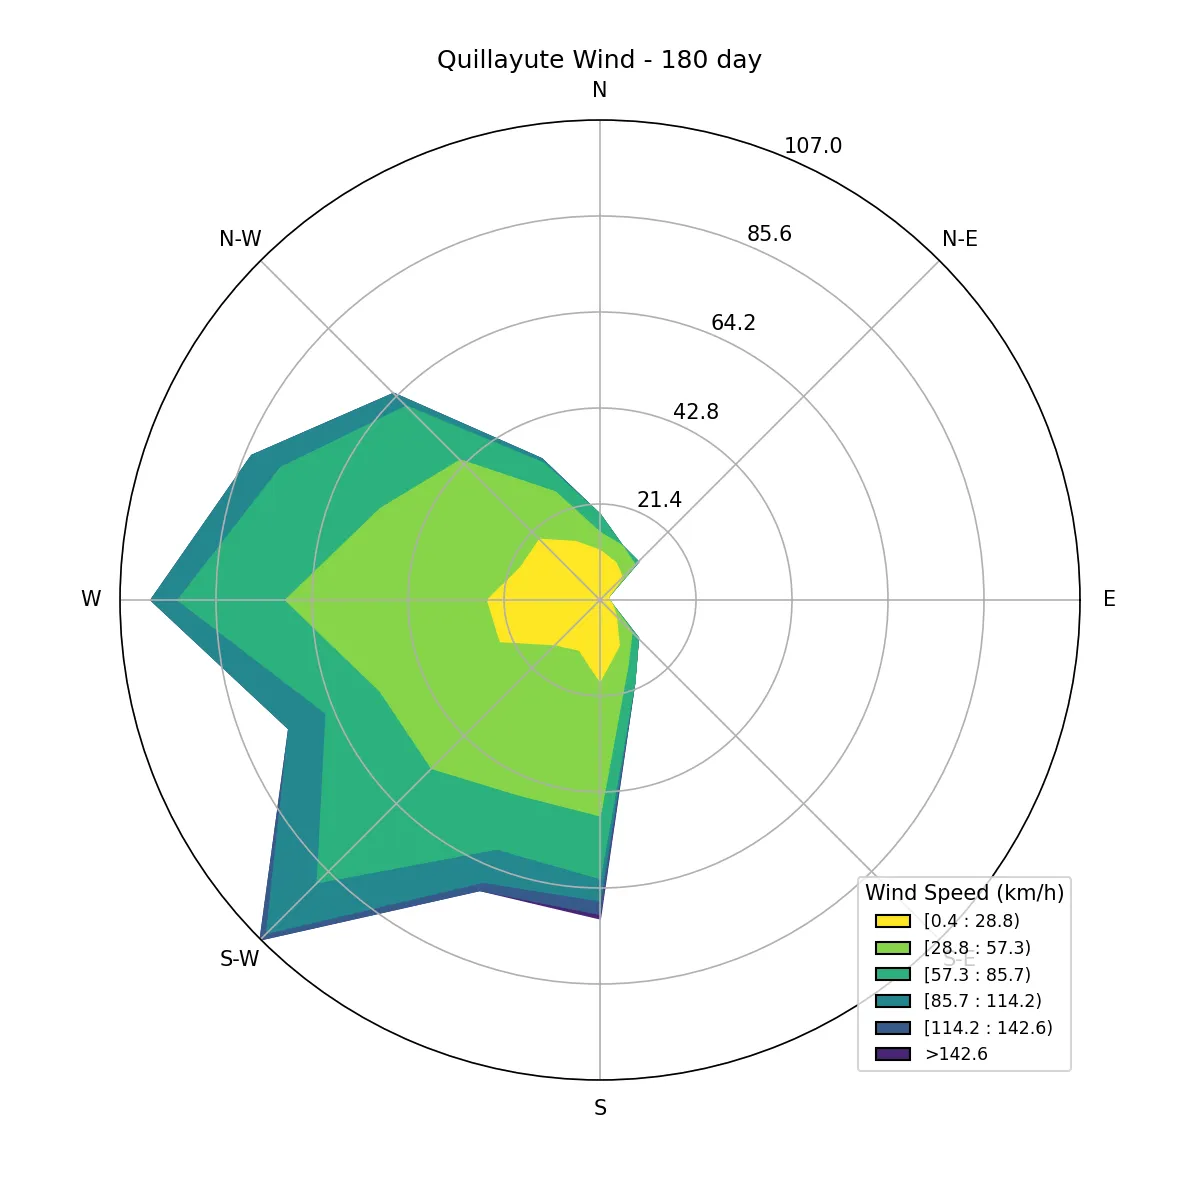 Quillayute Wind - 180 day
N
107.0
N-W
N-E
85.6
64.2
42.8
21.4
W
E
Wind Speed (km/h)
[0.4 : 28.8)
[28.8 : 57.3)
[57.3 : 85.7)
[85.7 : 114.2)
[114.2 : 142.6)
>142.6
S-W
S-E
S